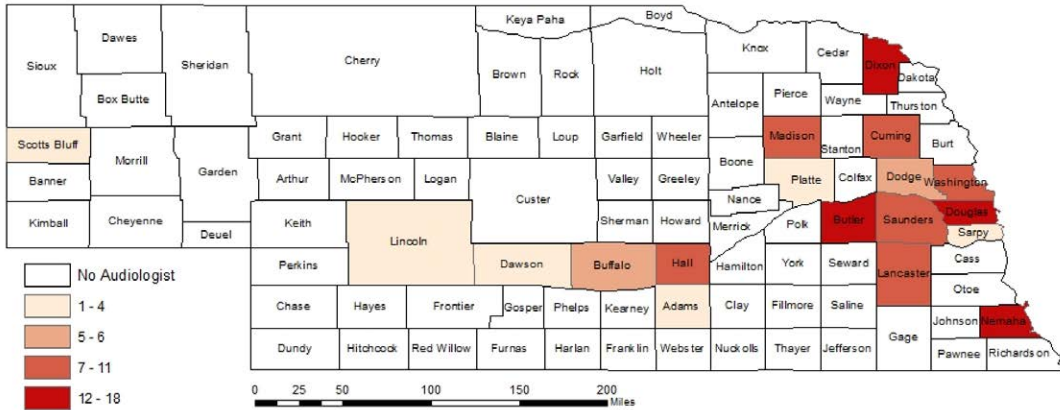 Keya Paha Boyd
Dawes Knox Cedar
Sioux Sheridan Cherry Brown Rock Holt Dixon
Dakota
Box Butte Antelope Pierce Wayne Thurston
Scotts Bluff Grant Hooker Thomas Blaine Loup Garfield Wheeler Madison Stanton Cuming Burt
Morrill Garden Boone
Banner Arthur McPherson Logan Custer Valley Greeley Platte Colfax Dodge Washington
Nance
Kimball Cheyenne Keith Lincoln Sherman Howard Merrick Polk Butler Saunders Douglas
Deuel Sarpy
No Audiologist Perkins Dawson Buffalo Hall Hamilton York Seward Lancaster Cass
Otoe
1 - 4 Chase Hayes Frontier Gosper Phelps Kearney Adams Clay Fillmore Saline
5 - 6 Gage Johnson Nemaha
7 - 11 Dundy Hitchcock Red Willow Furnas Harlan Franklin Webster Nuckolls Thayer Jefferson Pawnee Richardson
12 - 18
0 25 50 100 150 200
Miles